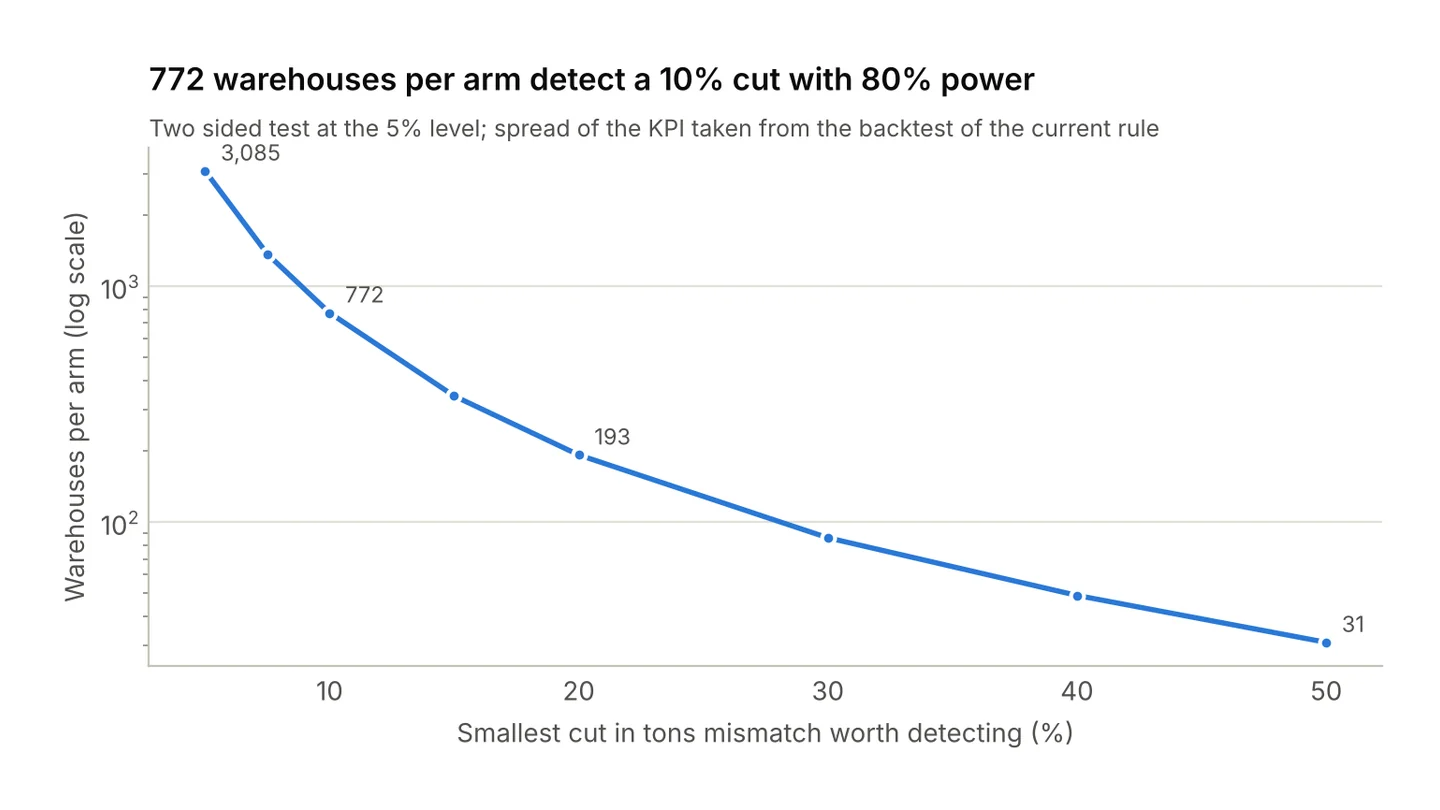 772 warehouses per arm detect a 10% cut with 80% power
Two sided test at the 5% level; spread of the KPI taken from the backtest of the current rule
3,085
772
193
31
10³
10²
Warehouses per arm (log scale)
10 20 30 40 50
Smallest cut in tons mismatch worth detecting (%)